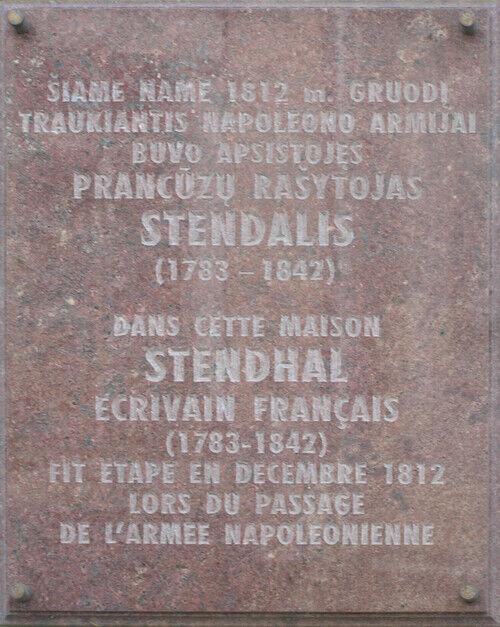 ŠIAME NAME 1812 m. GRUODĮ
TRAUKIANTIS NAPOLEONO ARMIJAI
BUVO APSISTOJĘS
PRANCŪZŲ RAŠYTOJAS
STENDALIS
(1783 – 1842)
DANS CETTE MAISON
STENDHAL
ECRIVAIN FRANÇAIS
(1783-1842)
FIT ETAPE EN DECEMBRE 1812
LORS DU PASSAGE
DE L'ARMEE NAPOLEONIENNE